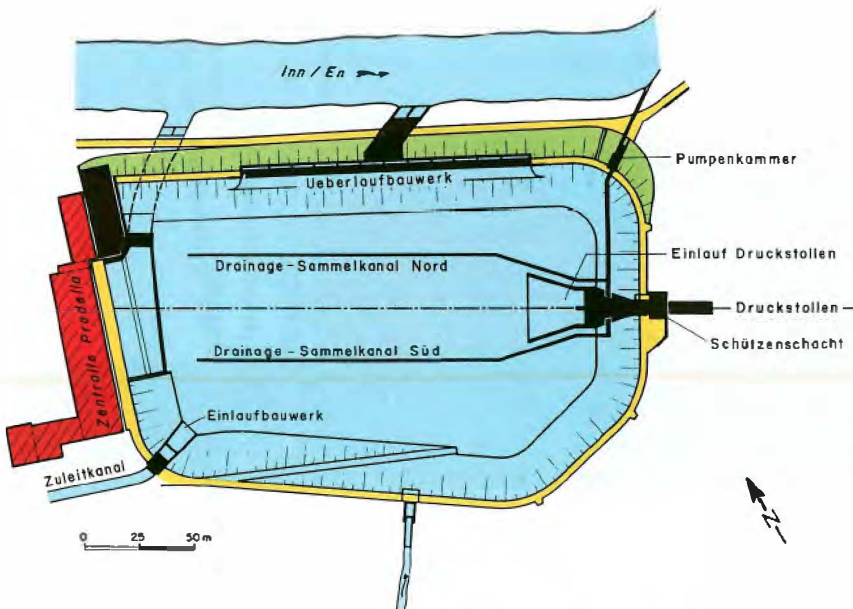 Inn / En
Pumpenkammer
Ueberlaufbauwerk
Einlauf Druckstollen
Drainage-Sammelkanal Nord
Druckstollen
Schützenschacht
Drainage-Sammelkanal Süd
Zentralle Pradella
Einlaufbauwerk
Zuleitkanal
0 25 50 m
N